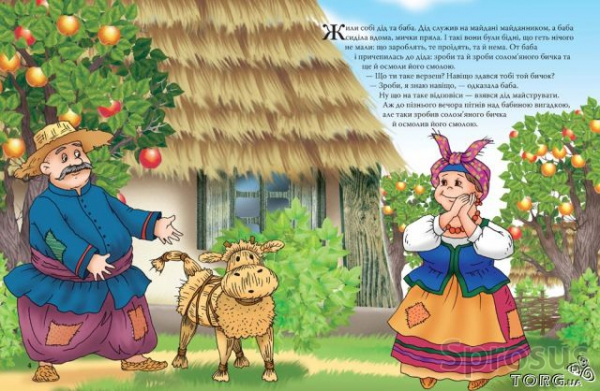 Жили собі дід та баба. Дід служив на майдані майданником, а баба
сиділа вдома, мички пряла. І такі вони були бідні, що геть нічого
не мали: що зароблять, те проїдять, та й нема. От баба
і причепилась до діда: зроби та й зроби солом'яного бичка та
ще й осмоли його смолою.
— Що ти таке верзеш? Навіщо здався тобі той бичок?
— Зроби, я знаю навіщо, — одказала баба.
Ну що на таке відповіси — взявся дід майструвати.
Аж до пізнього вечора пітнів над бабиною вигадкою,
але таки зробив солом'яного бичка
й осмолив його смолою.
4
Sprosus
TORG.UA